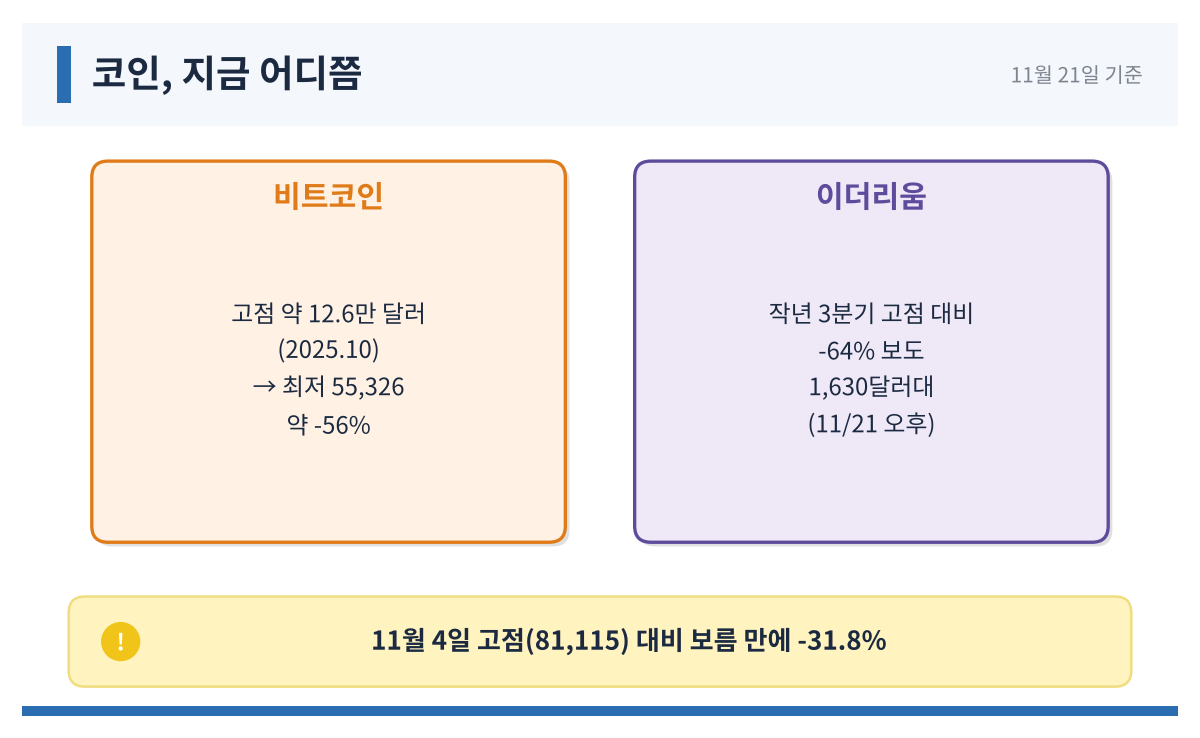 코인, 지금 어디쯤
11월 21일 기준
비트코인
고점 약 12.6만 달러
(2025.10)
→ 최저 55,326
약 -56%
이더리움
작년 3분기 고점 대비
-64% 보도
1,630달러대
(11/21 오후)
!
11월 4일 고점(81,115) 대비 보름 만에 -31.8%